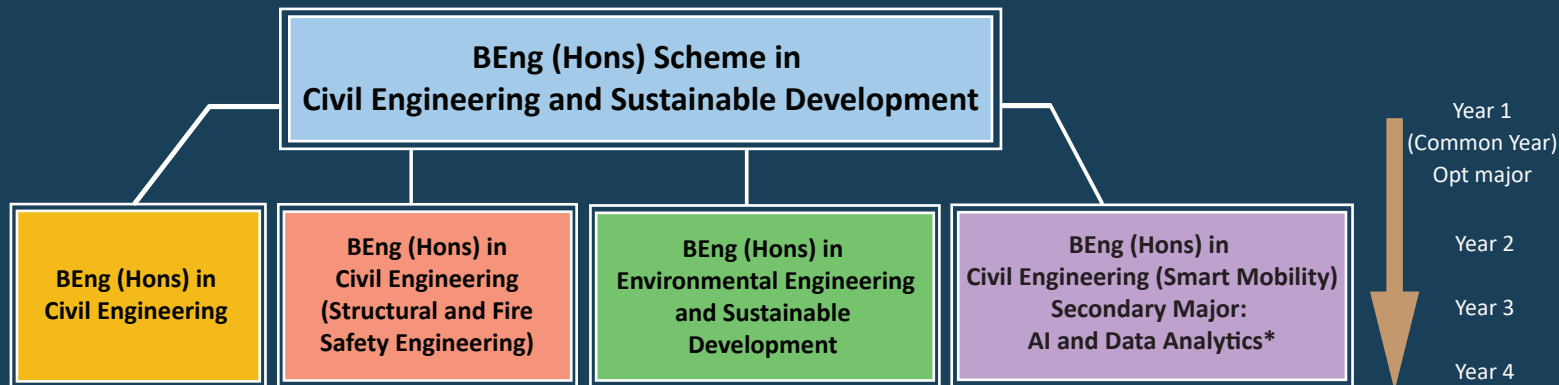 BEng (Hons) Scheme in
Civil Engineering and Sustainable Development
BEng (Hons) in
Civil Engineering
BEng (Hons) in
Civil Engineering
(Structural and Fire
Safety Engineering)
BEng (Hons) in
Environmental Engineering
and Sustainable
Development
BEng (Hons) in
Civil Engineering (Smart Mobility)
Secondary Major:
AI and Data Analytics*
Year 1
(Common Year)
Opt major
Year 2
Year 3
Year 4